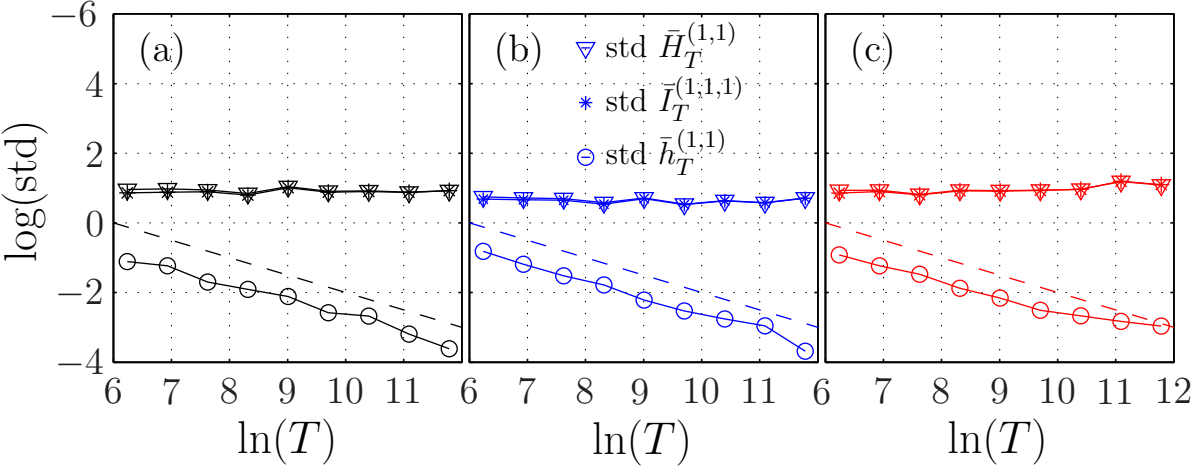 −6
4
2
0
−2
−4
log(std)
(a)
(b)
(c)
std H̄_T^(1,1)
std Ī_T^(1,1,1)
std h̄_T^(1,1)
6 7 8 9 10 11
6 7 8 9 10 11
6 7 8 9 10 11 12
ln(T)
ln(T)
ln(T)